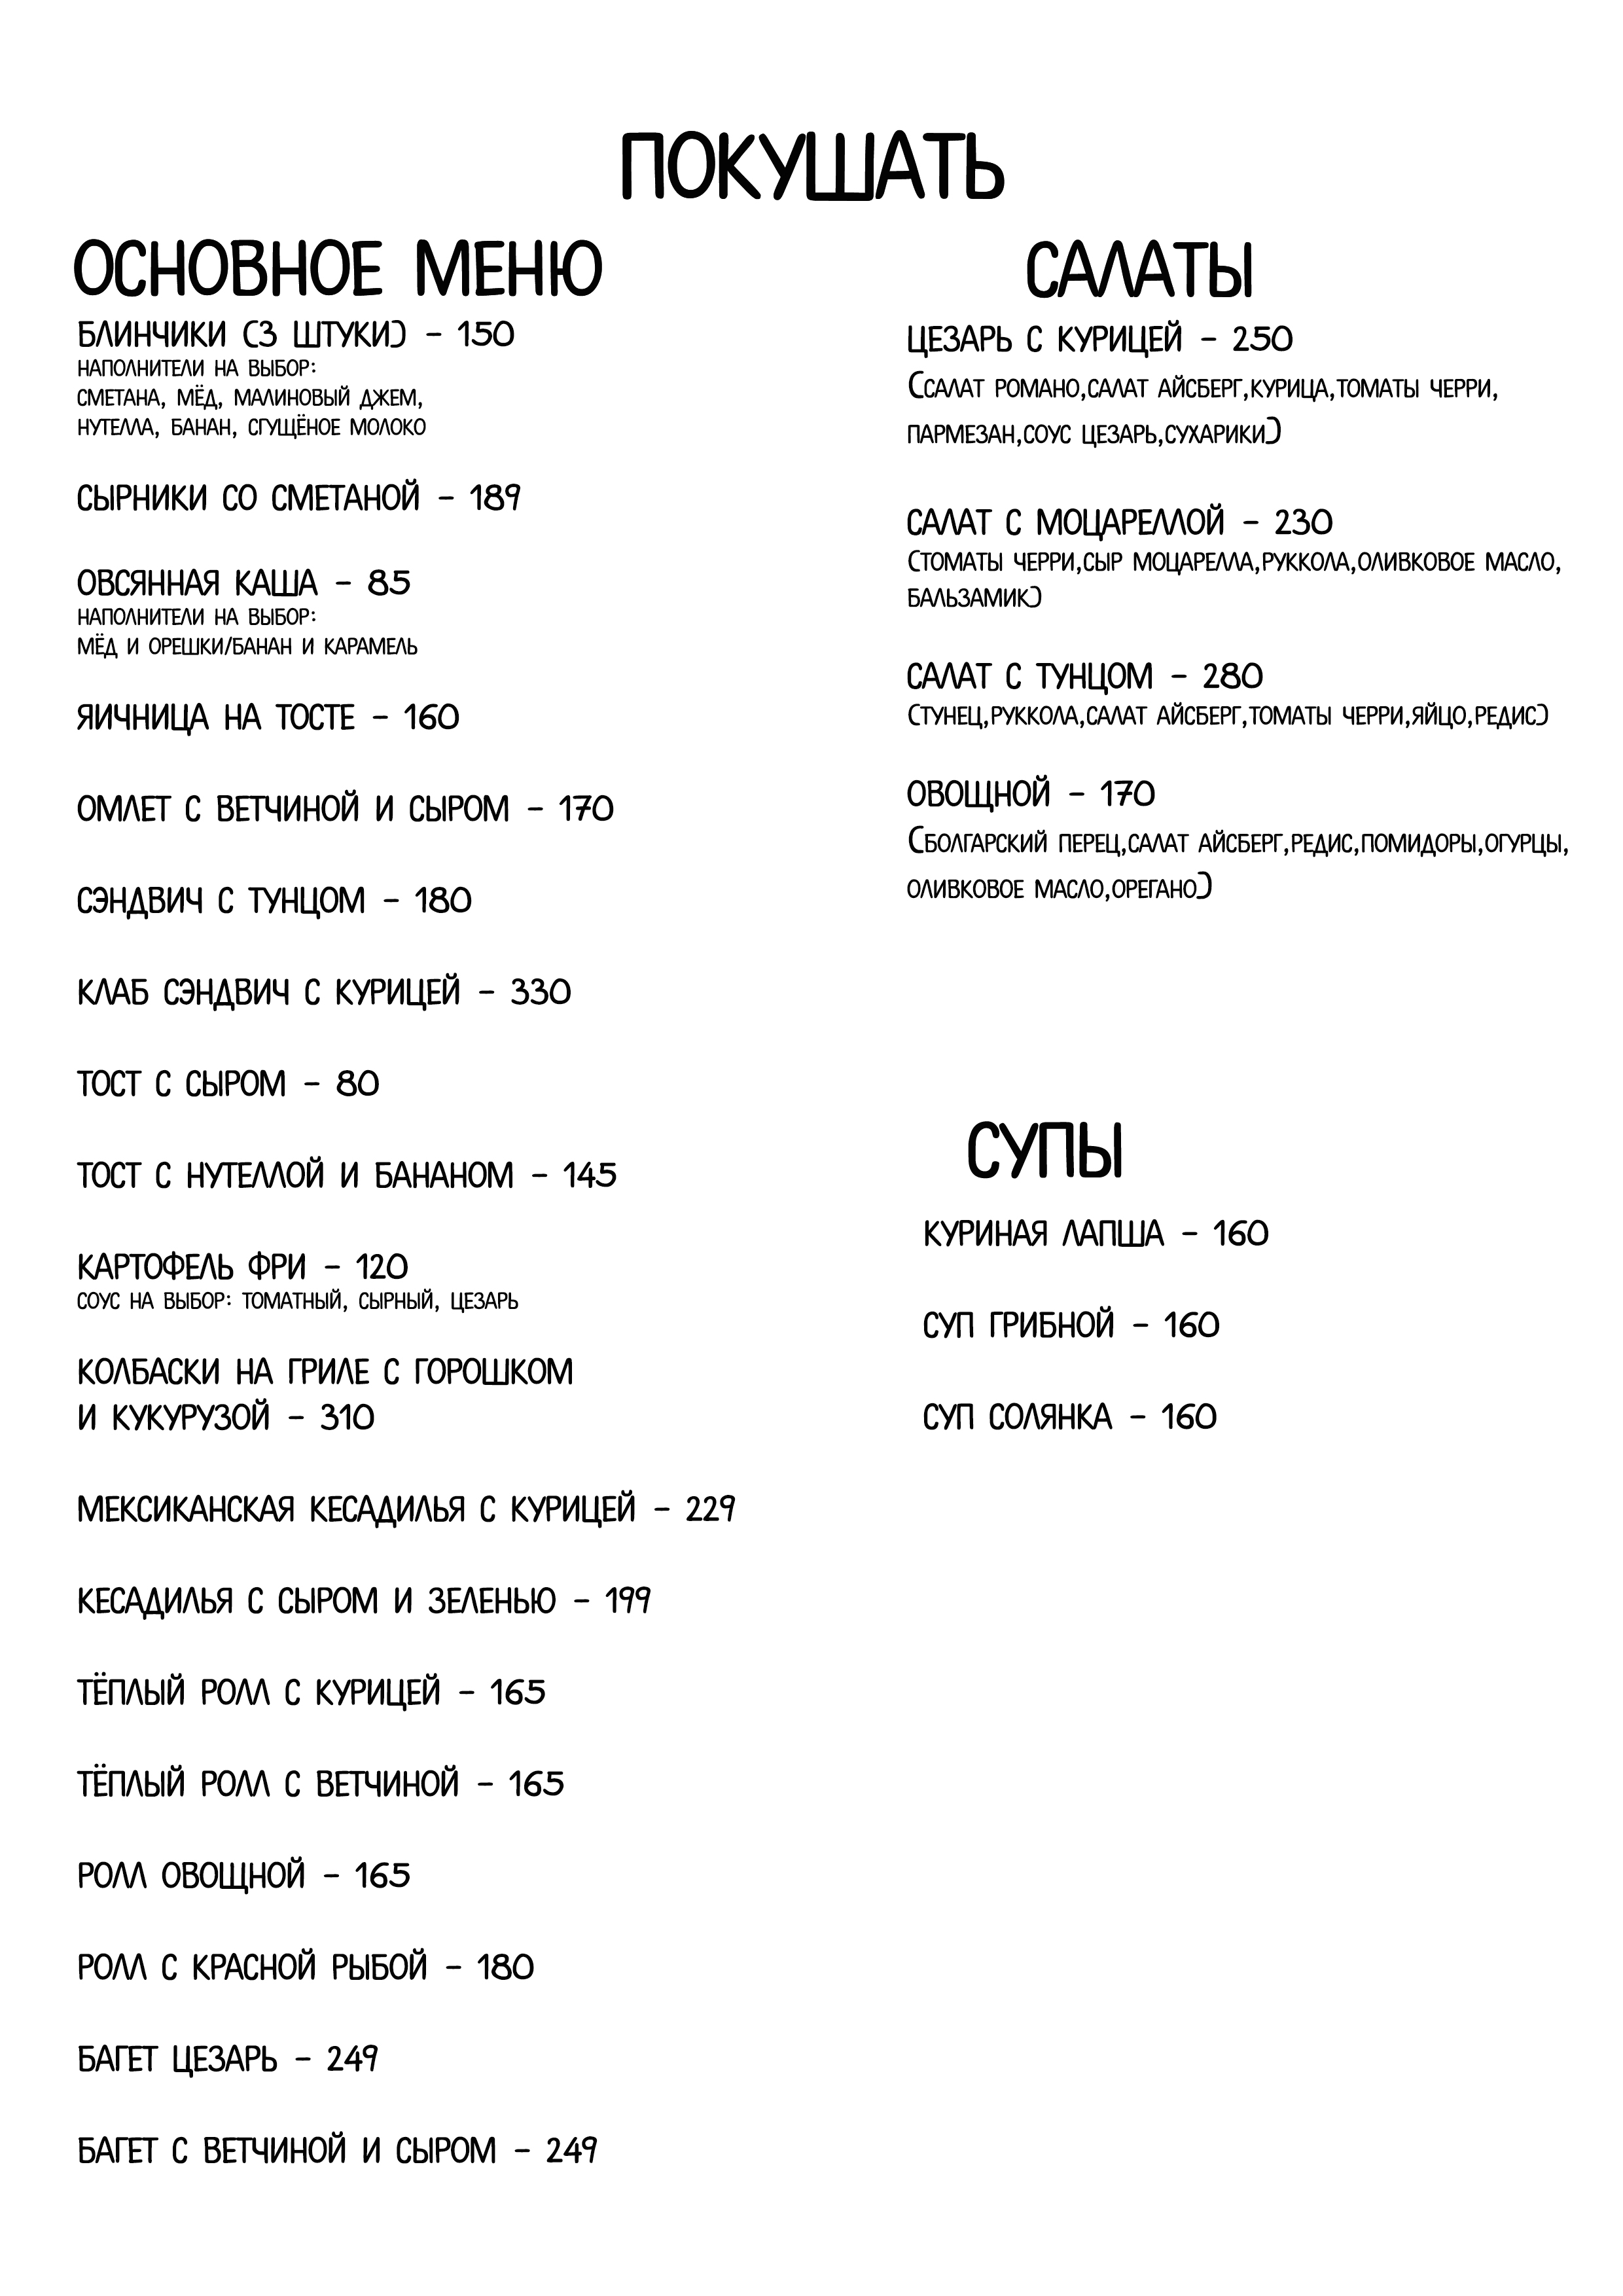 ПОКУШАТЬ
ОСНОВНОЕ МЕНЮ
БЛИНЧИКИ (3 ШТУКИ) - 150
НАПОЛНИТЕЛИ НА ВЫБОР:
СМЕТАНА, МЁД, МАЛИНОВЫЙ ДЖЕМ,
НУТЕЛЛА, БАНАН, СГУЩЁНОЕ МОЛОКО
СЫРНИКИ СО СМЕТАНОЙ - 189
ОВСЯННАЯ КАША - 85
НАПОЛНИТЕЛИ НА ВЫБОР:
МЁД И ОРЕШКИ/БАНАН И КАРАМЕЛЬ
ЯИЧНИЦА НА ТОСТЕ - 160
ОМЛЕТ С ВЕТЧИНОЙ И СЫРОМ - 170
СЭНДВИЧ С ТУНЦОМ - 180
КЛАБ СЭНДВИЧ С КУРИЦЕЙ - 330
ТОСТ С СЫРОМ - 80
ТОСТ С НУТЕЛЛОЙ И БАНАНОМ - 145
КАРТОФЕЛЬ ФРИ - 120
СОУС НА ВЫБОР: ТОМАТНЫЙ, СЫРНЫЙ, ЦЕЗАРЬ
КОЛБАСКИ НА ГРИЛЕ С ГОРОШКОМ
И КУКУРУЗОЙ - 310
МЕКСИКАНСКАЯ КЕСАДИЛЬЯ С КУРИЦЕЙ - 229
КЕСАДИЛЬЯ С СЫРОМ И ЗЕЛЕНЬЮ - 199
ТЁПЛЫЙ РОЛЛ С КУРИЦЕЙ - 165
ТЁПЛЫЙ РОЛЛ С ВЕТЧИНОЙ - 165
РОЛЛ ОВОЩНОЙ - 165
РОЛЛ С КРАСНОЙ РЫБОЙ - 180
БАГЕТ ЦЕЗАРЬ - 249
БАГЕТ С ВЕТЧИНОЙ И СЫРОМ - 249
САЛАТЫ
ЦЕЗАРЬ С КУРИЦЕЙ - 250
(САЛАТ РОМАНО,САЛАТ АЙСБЕРГ,КУРИЦА,ТОМАТЫ ЧЕРРИ,
ПАРМЕЗАН,СОУС ЦЕЗАРЬ,СУХАРИКИ)
САЛАТ С МОЦАРЕЛЛОЙ - 230
(ТОМАТЫ ЧЕРРИ,СЫР МОЦАРЕЛЛА,РУККОЛА,ОЛИВКОВОЕ МАСЛО,
БАЛЬЗАМИК)
САЛАТ С ТУНЦОМ - 280
(ТУНЕЦ,РУККОЛА,САЛАТ АЙСБЕРГ,ТОМАТЫ ЧЕРРИ,ЯЙЦО,РЕДИС)
ОВОЩНОЙ - 170
(БОЛГАРСКИЙ ПЕРЕЦ,САЛАТ АЙСБЕРГ,РЕДИС,ПОМИДОРЫ,ОГУРЦЫ,
ОЛИВКОВОЕ МАСЛО,ОРЕГАНО)
СУПЫ
КУРИНАЯ ЛАПША - 160
СУП ГРИБНОЙ - 160
СУП СОЛЯНКА - 160